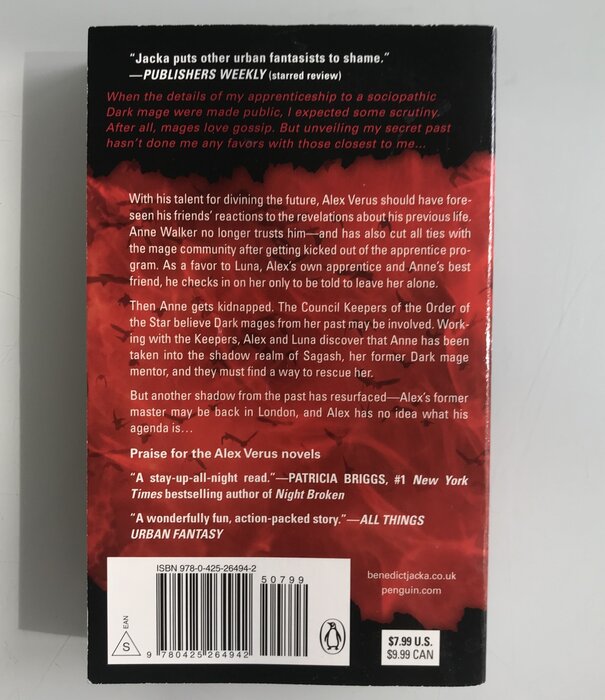 “Jacka puts other urban fantasists to shame.”
—PUBLISHERS WEEKLY (starred review)
When the details of my apprenticeship to a sociopathic
Dark mage were made public, I expected some scrutiny.
After all, mages love gossip. But unveiling my secret past
hasn’t done me any favors with those closest to me…
With his talent for divining the future, Alex Verus should have fore-
seen his friends’ reactions to the revelations about his previous life.
Anne Walker no longer trusts him—and has also cut all ties with
the mage community after getting kicked out of the apprentice pro-
gram. As a favor to Luna, Alex’s own apprentice and Anne’s best
friend, he checks in on her only to be told to leave her alone.
Then Anne gets kidnapped. The Council Keepers of the Order of
the Star believe Dark mages from her past may be involved. Work-
ing with the Keepers, Alex and Luna discover that Anne has been
taken into the shadow realm of Sagash, her former Dark mage
mentor, and they must find a way to rescue her.
But another shadow from the past has resurfaced—Alex’s former
master may be back in London, and Alex has no idea what his
agenda is…
Praise for the Alex Verus novels
“A stay-up-all-night read.”—PATRICIA BRIGGS, #1 New York
Times bestselling author of Night Broken
“A wonderfully fun, action-packed story.”—ALL THINGS
URBAN FANTASY
ISBN 978-0-425-26494-2
50799
EAN
S
9 780425 264942
benedictjacka.co.uk
penguin.com
$7.99 U.S.
$9.99 CAN